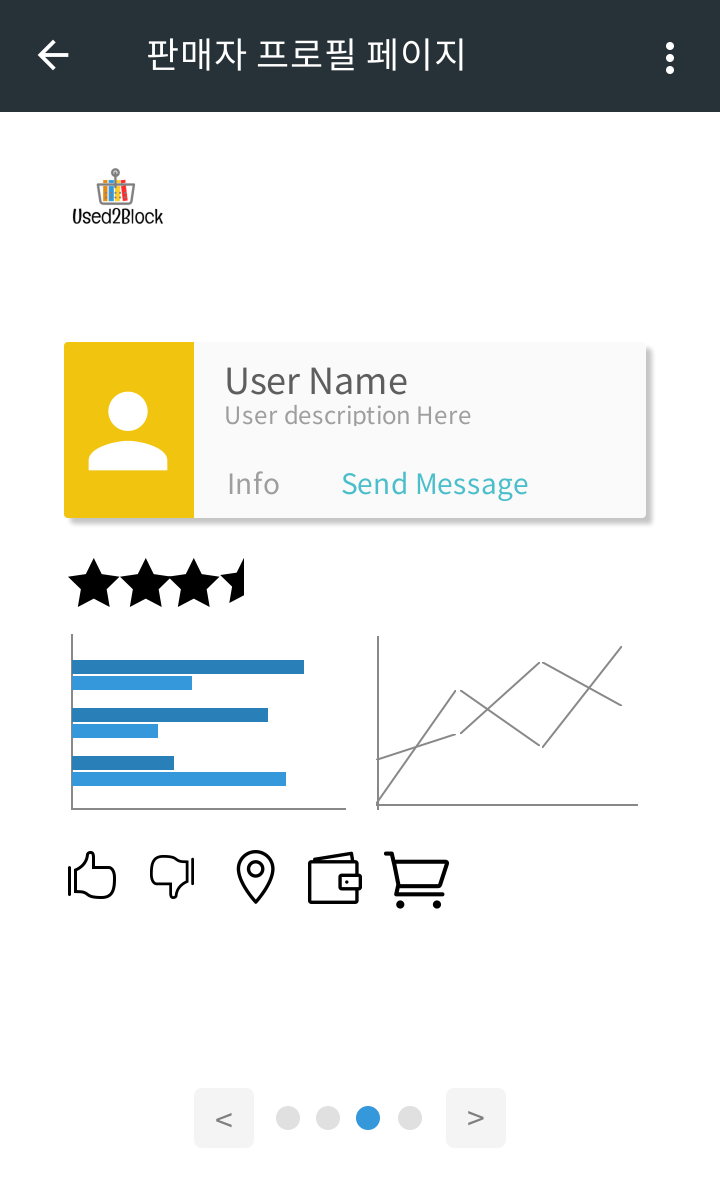 판매자 프로필 페이지
Used2Block
User Name
User description Here
Info Send Message
< >